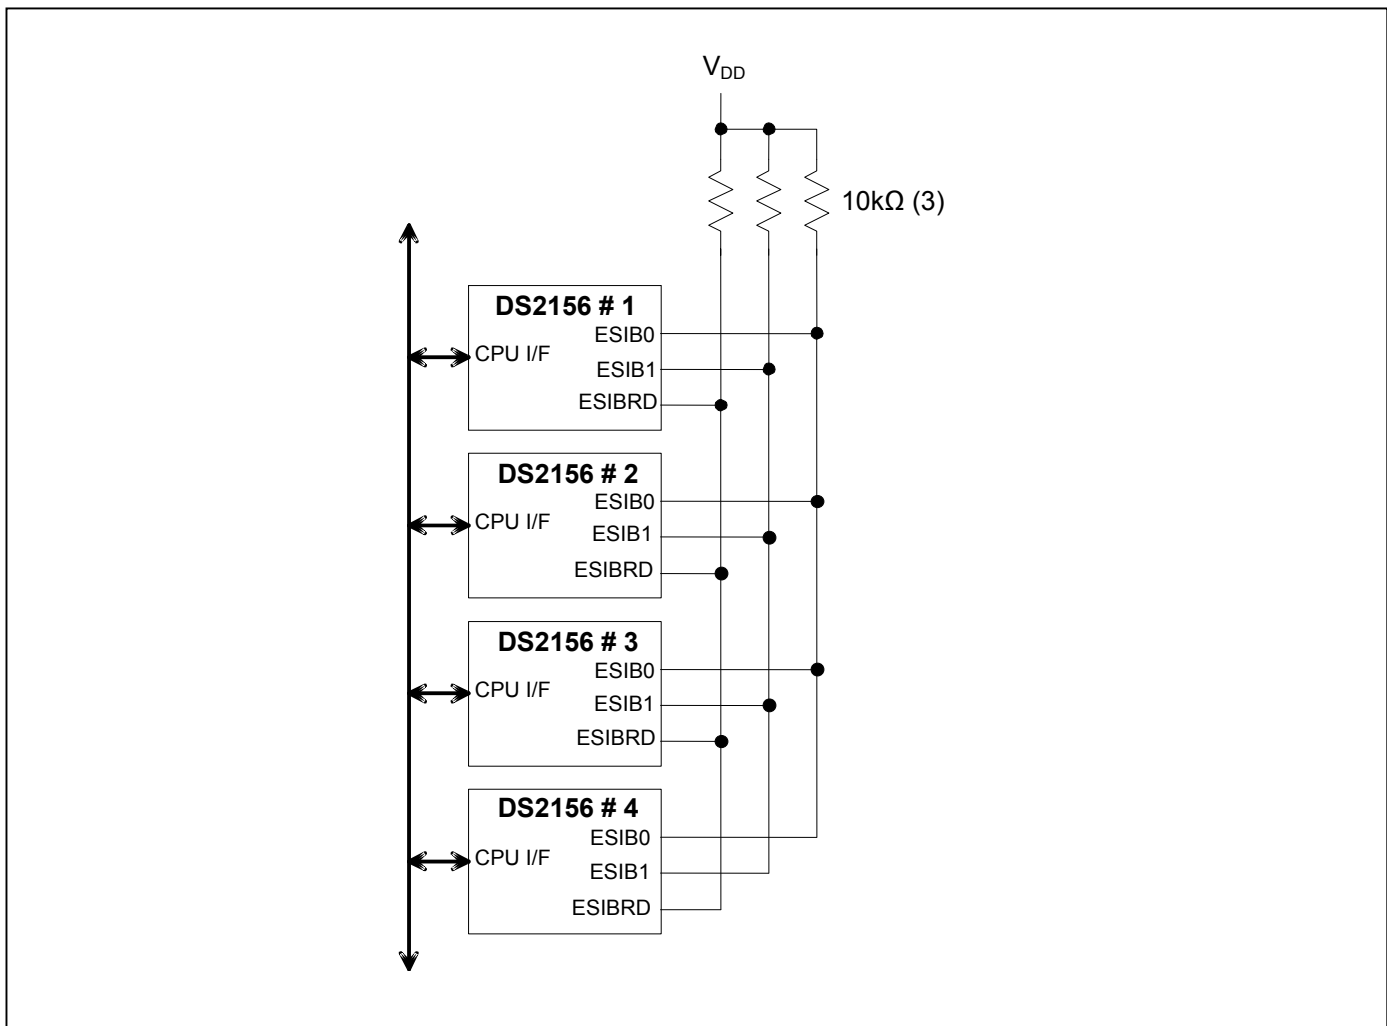 VDD
10kΩ (3)
DS2156 # 1
ESIB0
CPU I/F
ESIB1
ESIBRD
DS2156 # 2
ESIB0
CPU I/F
ESIB1
ESIBRD
DS2156 # 3
ESIB0
CPU I/F
ESIB1
ESIBRD
DS2156 # 4
ESIB0
CPU I/F
ESIB1
ESIBRD